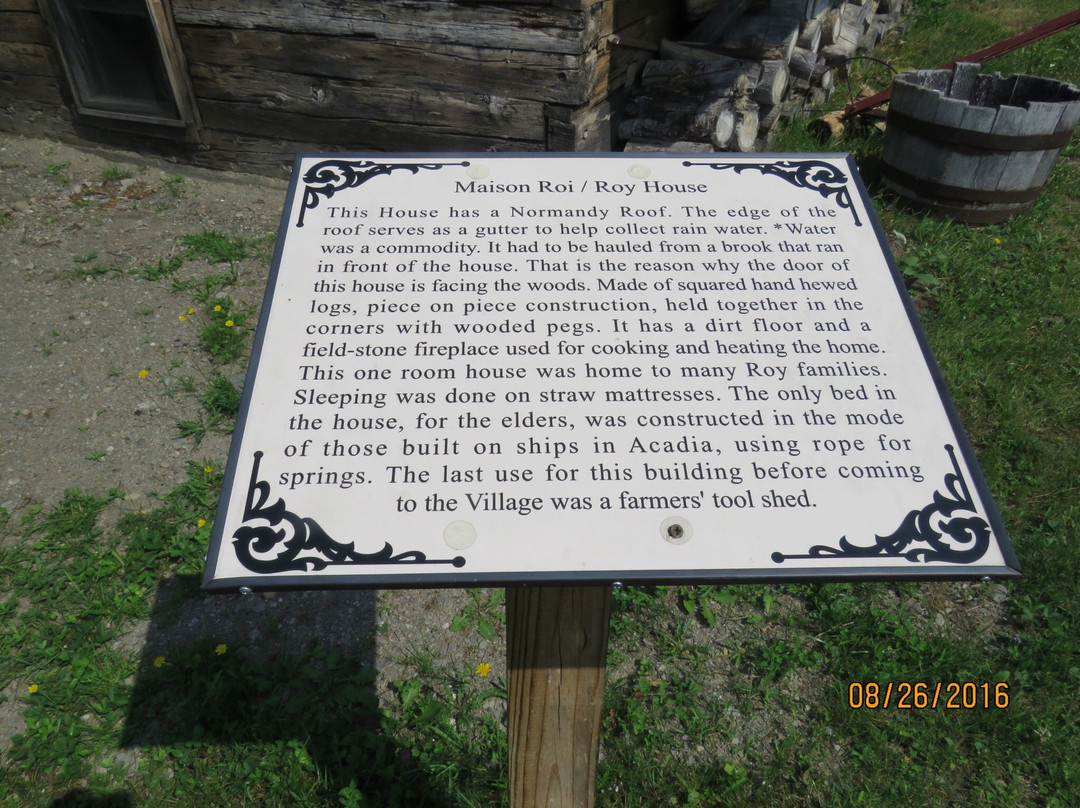 Maison Roi / Roy House
This House has a Normandy Roof. The edge of the
roof serves as a gutter to help collect rain water. *Water
was a commodity. It had to be hauled from a brook that ran
in front of the house. That is the reason why the door of
this house is facing the woods. Made of squared hand hewed
logs, piece on piece construction, held together in the
corners with wooded pegs. It has a dirt floor and a
field-stone fireplace used for cooking and heating the home.
This one room house was home to many Roy families.
Sleeping was done on straw mattresses. The only bed in
the house, for the elders, was constructed in the mode
of those built on ships in Acadia, using rope for
springs. The last use for this building before coming
to the Village was a farmers' tool shed.
08/26/2016